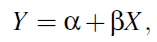 Y = α + βX,